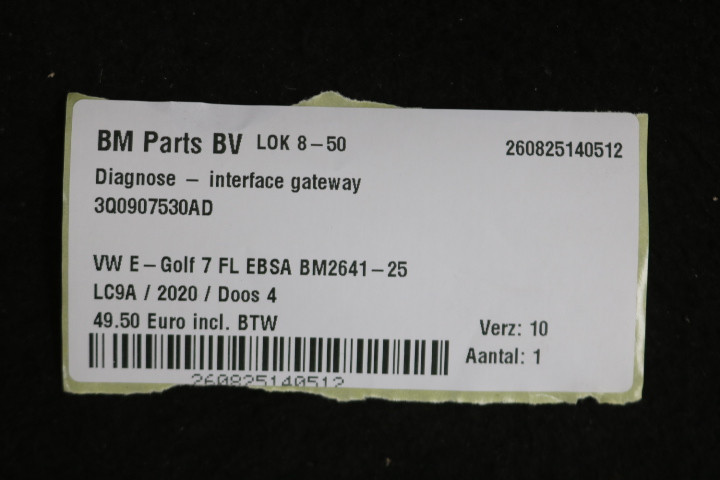 BM Parts BV LOK 8-50
260825140512
Diagnose - interface gateway
3Q0907530AD
VW E-Golf 7 FL EBSA BM2641-25
LC9A / 2020 / Doos 4
49.50 Euro incl. BTW
Verz: 10
Aantal: 1
260825140512